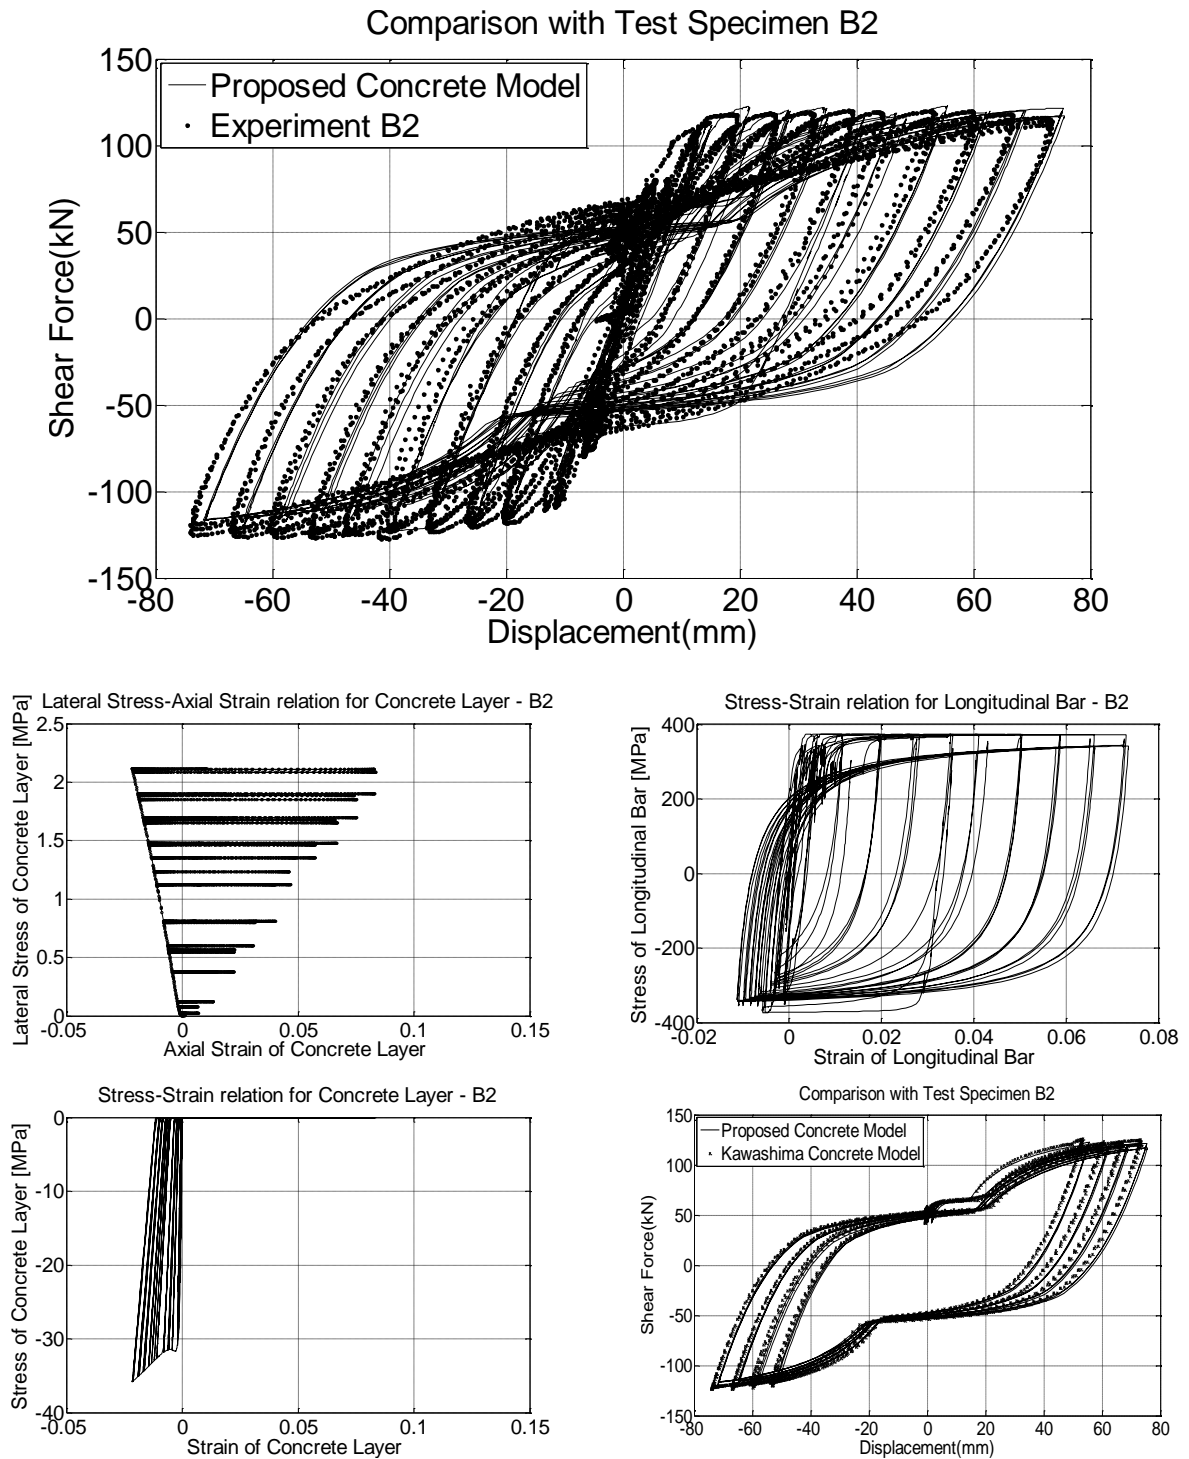 Comparison with Test Specimen B2
150
100
50
0
-50
-100
-150
Shear Force(kN)
Proposed Concrete Model
Experiment B2
-80 -60 -40 -20 0 20 40 60 80
Displacement(mm)
Lateral Stress-Axial Strain relation for Concrete Layer - B2
2.5
2
1.5
1
0.5
0
Lateral Stress of Concrete Layer [MPa]
-0.05 0 0.05 0.1 0.15
Axial Strain of Concrete Layer
Stress-Strain relation for Longitudinal Bar - B2
400
200
0
-200
-400
Stress of Longitudinal Bar [MPa]
-0.02 0 0.02 0.04 0.06 0.08
Strain of Longitudinal Bar
Stress-Strain relation for Concrete Layer - B2
0
-10
-20
-30
-40
Stress of Concrete Layer [MPa]
-0.05 0 0.05 0.1 0.15
Strain of Concrete Layer
Comparison with Test Specimen B2
150
100
50
0
-50
-100
-150
Shear Force(kN)
Proposed Concrete Model
Kawashima Concrete Model
-80 -60 -40 -20 0 20 40 60 80
Displacement(mm)